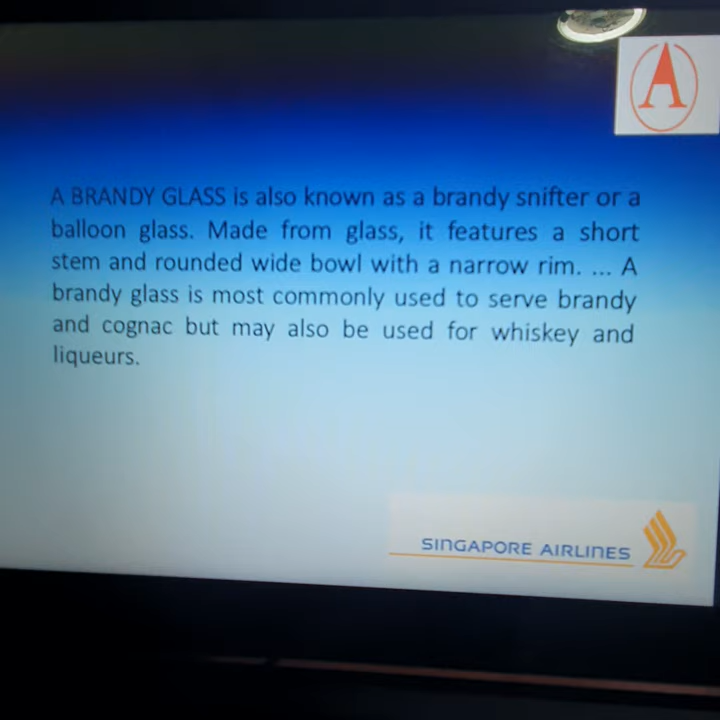 A
A BRANDY GLASS is also known as a brandy snifter or a
balloon glass. Made from glass, it features a short
stem and rounded wide bowl with a narrow rim. ... A
brandy glass is most commonly used to serve brandy
and cognac but may also be used for whiskey and
liqueurs.
SINGAPORE AIRLINES